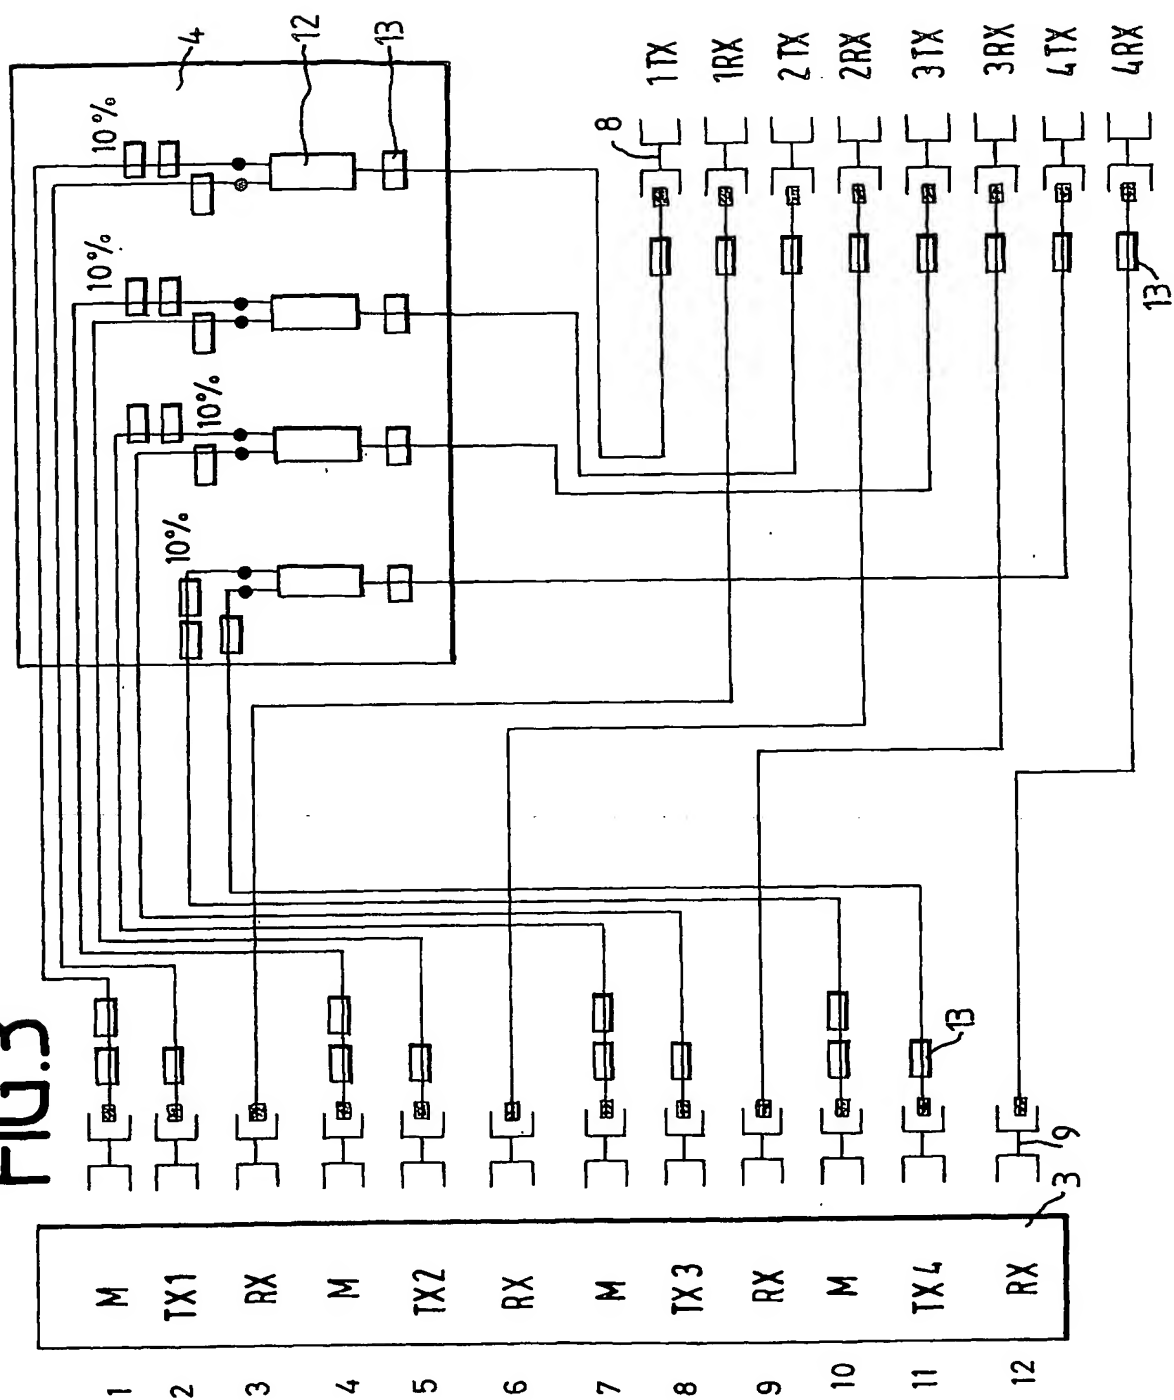 FIG.3
4
12
13
10%
10%
10%
10%
8
1TX
1RX
2TX
2RX
3TX
3RX
4TX
4RX
13
13
9
3
1 M
2 TX1
3 RX
4 M
5 TX2
6 RX
7 M
8 TX3
9 RX
10 M
11 TX4
12 RX